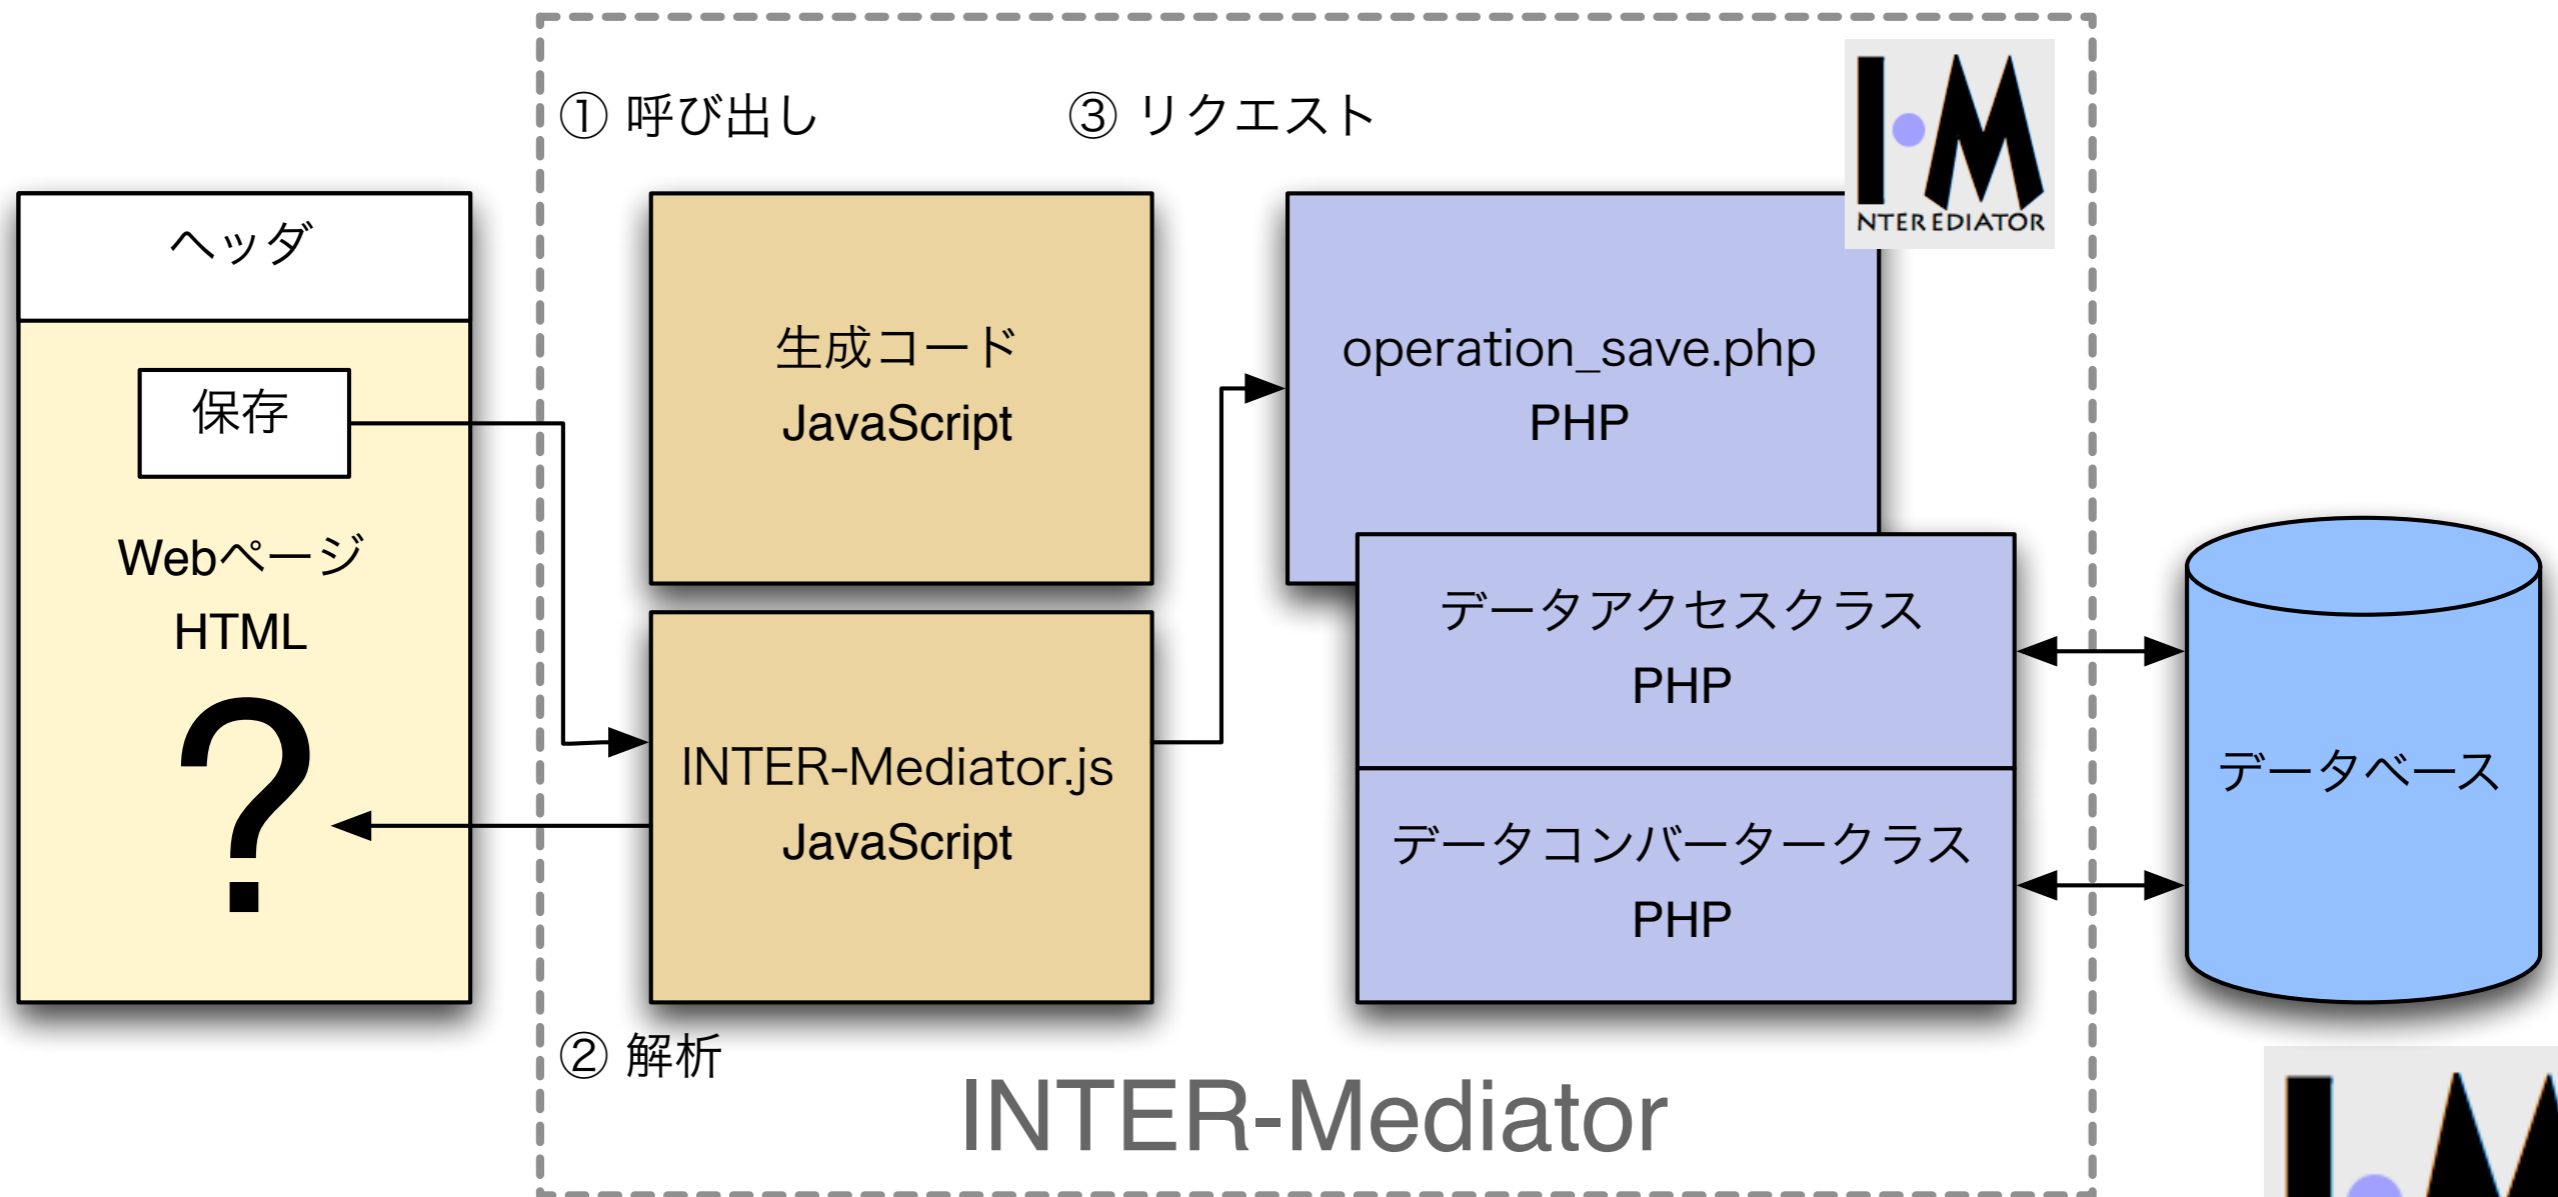 ① 呼び出し
③ リクエスト
I・M
NTEREDIATOR
ヘッダ
保存
Webページ
HTML
?
生成コード
JavaScript
INTER-Mediator.js
JavaScript
operation_save.php
PHP
データアクセスクラス
PHP
データコンバータークラス
PHP
データベース
② 解析
INTER-Mediator
I・M